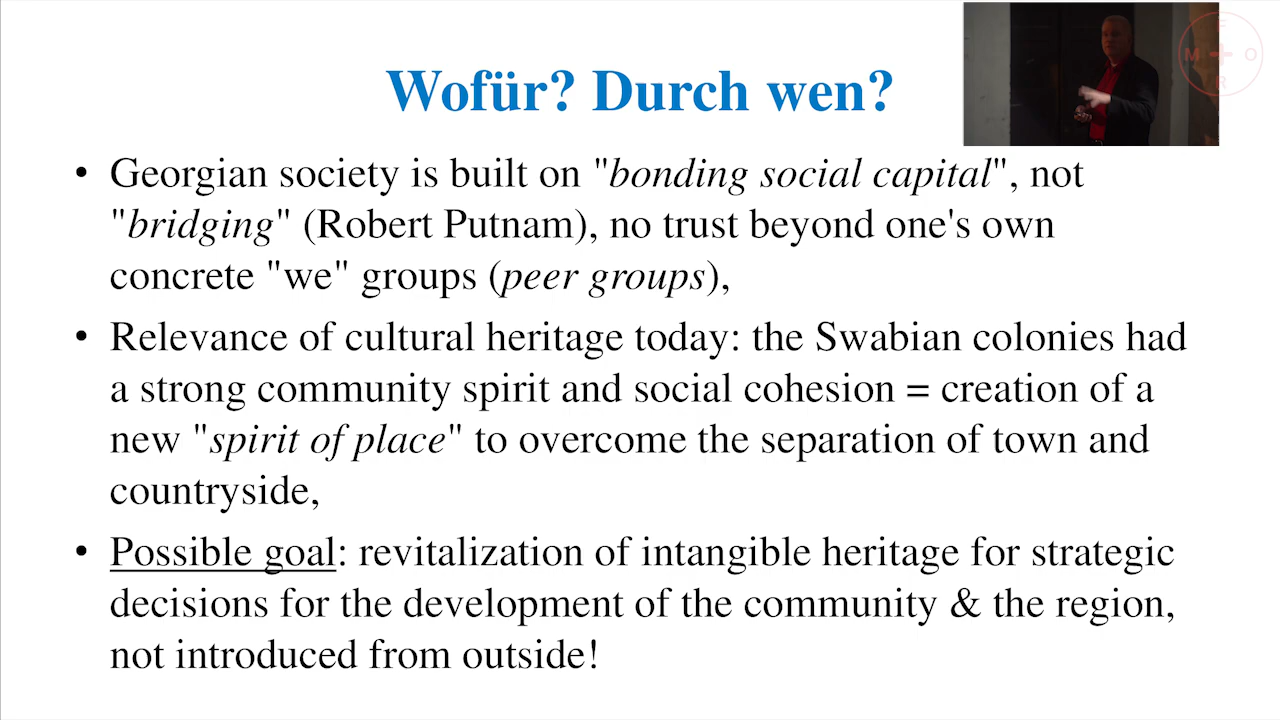 Wofür? Durch wen?
F
M + O
R
• Georgian society is built on "bonding social capital", not
"bridging" (Robert Putnam), no trust beyond one's own
concrete "we" groups (peer groups),
• Relevance of cultural heritage today: the Swabian colonies had
a strong community spirit and social cohesion = creation of a
new "spirit of place" to overcome the separation of town and
countryside,
• Possible goal: revitalization of intangible heritage for strategic
decisions for the development of the community & the region,
not introduced from outside!